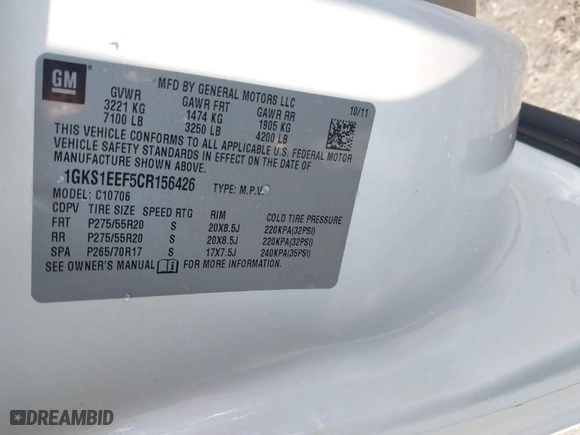 GM
MFD BY GENERAL MOTORS LLC
GVWR GAWR FRT GAWR RR 10/11
3221 KG 1474 KG 1905 KG
7100 LB 3250 LB 4200 LB
THIS VEHICLE CONFORMS TO ALL APPLICABLE U.S. FEDERAL MOTOR
VEHICLE SAFETY STANDARDS IN EFFECT ON THE DATE OF
MANUFACTURE SHOWN ABOVE.
1GKS1EEF5CR156426 TYPE: M.P.V.
MODEL: C10706
CDPV TIRE SIZE SPEED RTG RIM COLD TIRE PRESSURE
FRT P275/55R20 S 20X8.5J 220KPA(32PSI)
RR P275/55R20 S 20X8.5J 220KPA(32PSI)
SPA P265/70R17 S 17X7.5J 240KPA(35PSI)
SEE OWNER'S MANUAL FOR MORE INFORMATION
DREAMBID